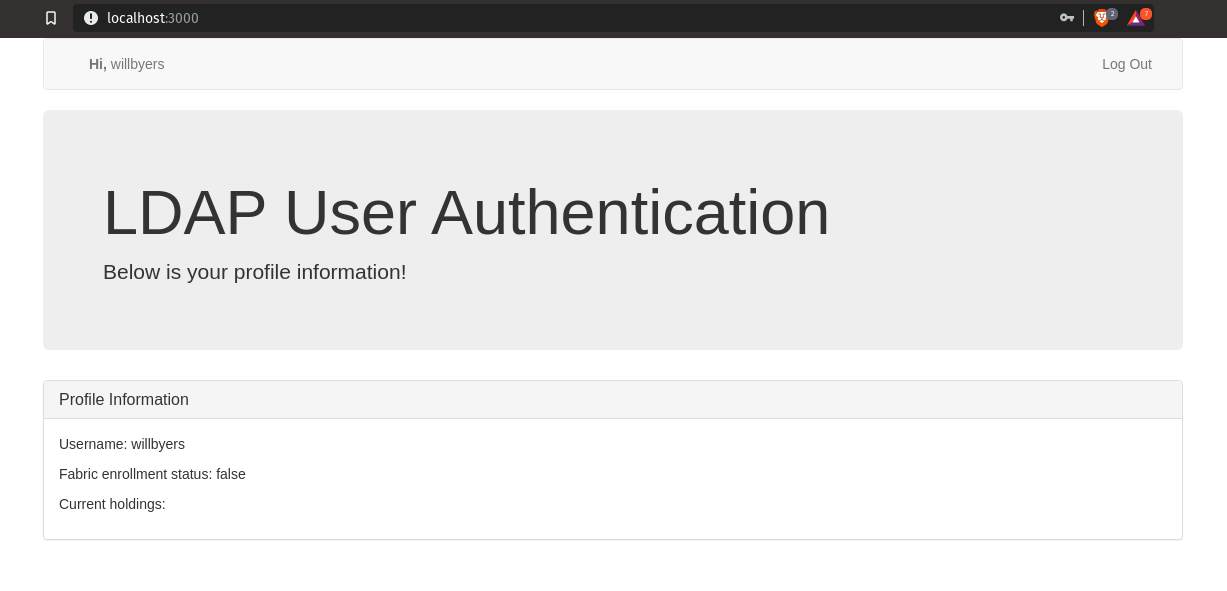 localhost:3000
2
7
Hi, willbyers
Log Out
LDAP User Authentication
Below is your profile information!
Profile Information
Username: willbyers
Fabric enrollment status: false
Current holdings: